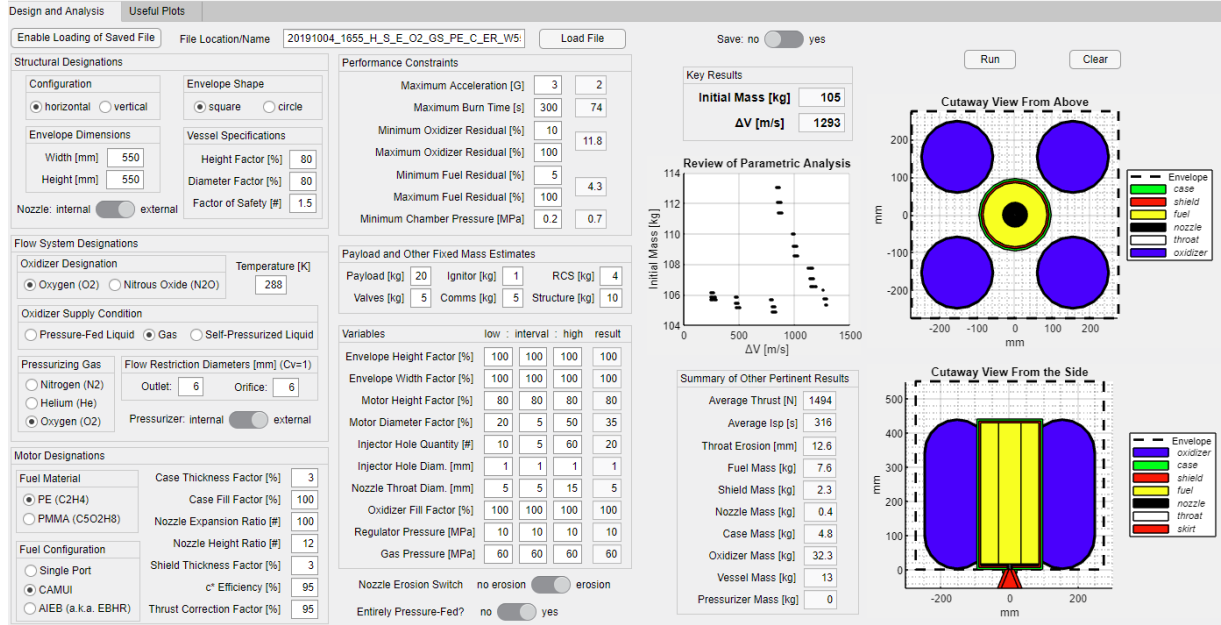 Design and Analysis Useful Plots
Enable Loading of Saved File File Location/Name 20191004_1655_H_S_E_O2_GS_PE_C_ER_W5 Load File
Structural Designations
Configuration
horizontal vertical
Envelope Shape
square circle
Envelope Dimensions
Width [mm] 550
Height [mm] 550
Vessel Specifications
Height Factor [%] 80
Diameter Factor [%] 80
Factor of Safety [#] 1.5
Nozzle: internal external
Flow System Designations
Oxidizer Designation
Oxygen (O2) Nitrous Oxide (N2O)
Temperature [K]
288
Oxidizer Supply Condition
Pressure-Fed Liquid Gas Self-Pressurized Liquid
Pressurizing Gas
Nitrogen (N2)
Helium (He)
Oxygen (O2)
Flow Restriction Diameters [mm] (Cv=1)
Outlet: 6 Orifice: 6
Pressurizer: internal external
Motor Designations
Fuel Material
PE (C2H4)
PMMA (C5O2H8)
Fuel Configuration
Single Port
CAMUI
AIEB (a.k.a. EBHR)
Case Thickness Factor [%] 3
Case Fill Factor [%] 100
Nozzle Expansion Ratio [#] 100
Nozzle Height Ratio [#] 12
Shield Thickness Factor [%] 3
c* Efficiency [%] 95
Thrust Correction Factor [%] 95
Performance Constraints
Maximum Acceleration [G] 3 2
Maximum Burn Time [s] 300 74
Minimum Oxidizer Residual [%] 10
11.8
Maximum Oxidizer Residual [%] 100
Minimum Fuel Residual [%] 5
4.3
Maximum Fuel Residual [%] 100
Minimum Chamber Pressure [MPa] 0.2 0.7
Payload and Other Fixed Mass Estimates
Payload [kg] 20 Ignitor [kg] 1 RCS [kg] 4
Valves [kg] 5 Comms [kg] 5 Structure [kg] 10
Variables low : interval : high result
Envelope Height Factor [%] 100 100 100 100
Envelope Width Factor [%] 100 100 100 100
Motor Height Factor [%] 80 80 80 80
Motor Diameter Factor [%] 20 5 50 35
Injector Hole Quantity [#] 10 5 60 20
Injector Hole Diam. [mm] 1 1 1 1
Nozzle Throat Diam. [mm] 5 5 15 5
Oxidizer Fill Factor [%] 100 100 100 100
Regulator Pressure [MPa] 10 10 10 10
Gas Pressure [MPa] 60 60 60 60
Nozzle Erosion Switch no erosion erosion
Entirely Pressure-Fed? no yes
Save: no yes
Run Clear
Key Results
Initial Mass [kg] 105
ΔV [m/s] 1293
Review of Parametric Analysis
Initial Mass [kg]
114
112
110
108
106
104
0 500 1000 1500
ΔV [m/s]
Summary of Other Pertinent Results
Average Thrust [N] 1494
Average Isp [s] 316
Throat Erosion [mm] 12.6
Fuel Mass [kg] 7.6
Shield Mass [kg] 2.3
Nozzle Mass [kg] 0.4
Case Mass [kg] 4.8
Oxidizer Mass [kg] 32.3
Vessel Mass [kg] 13
Pressurizer Mass [kg] 0
Cutaway View From Above
mm
200
100
0
-100
-200
-200 -100 0 100 200
mm
Envelope
case
shield
fuel
nozzle
throat
oxidizer
Cutaway View From the Side
mm
500
400
300
200
100
0
-200 0 200
mm
Envelope
oxidizer
case
shield
fuel
nozzle
throat
skirt